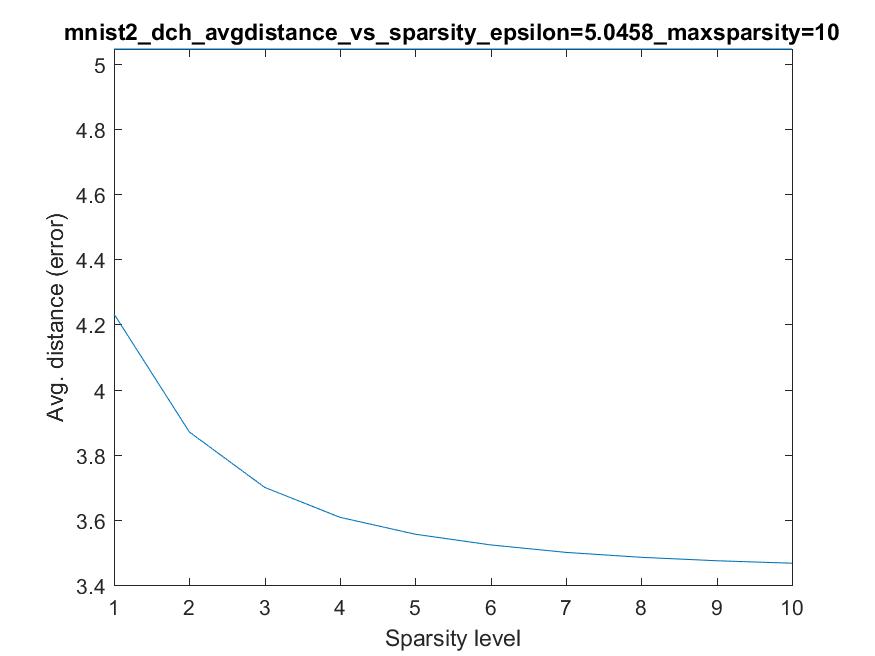 mnist2_dch_avgdistance_vs_sparsity_epsilon=5.0458_maxsparsity=10
5
4.8
4.6
4.4
4.2
4
3.8
3.6
3.4
Avg. distance (error)
1 2 3 4 5 6 7 8 9 10
Sparsity level